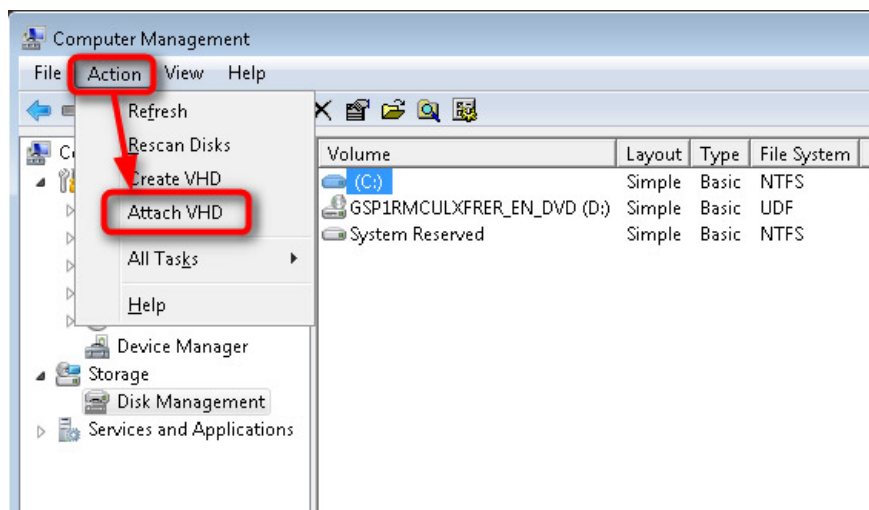 Computer Management
File Action View Help
Refresh
Rescan Disks
Create VHD
Attach VHD
All Tasks
Help
Device Manager
Storage
Disk Management
Services and Applications
Volume Layout Type File System
(C:) Simple Basic NTFS
GSP1RMCULXFRER_EN_DVD (D:) Simple Basic UDF
System Reserved Simple Basic NTFS